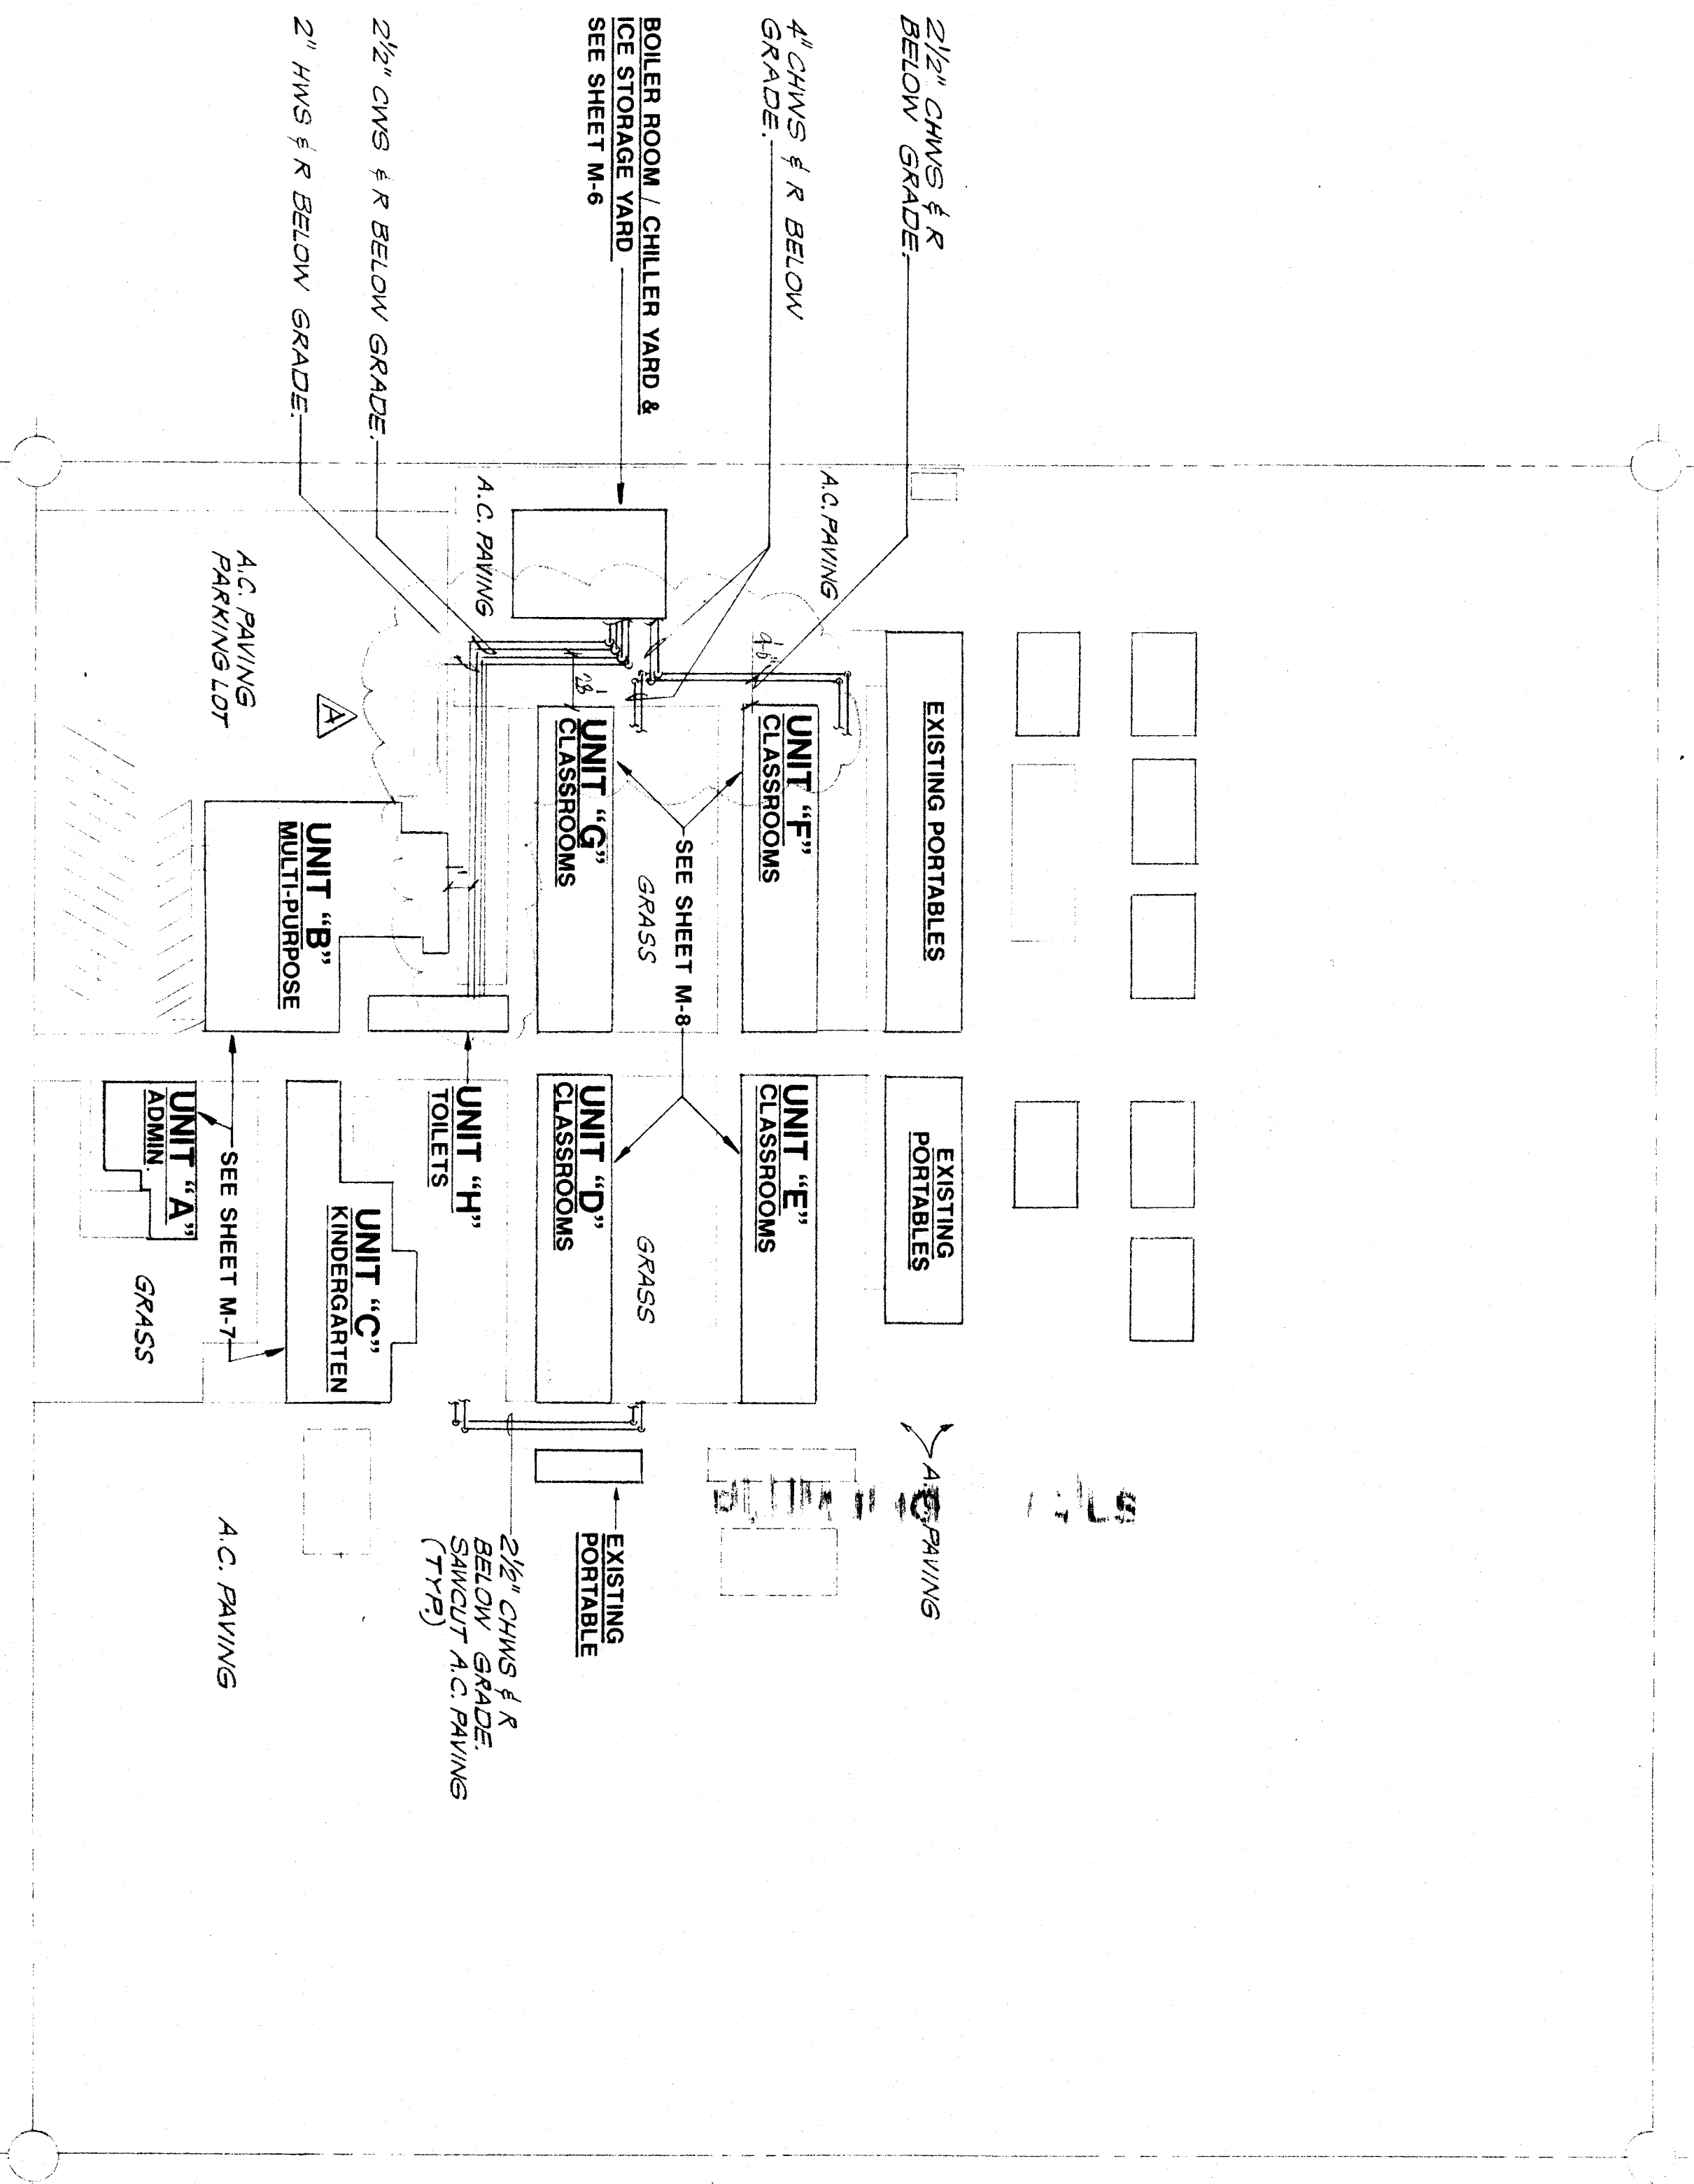 2½" CHWS & R
BELOW GRADE.
4" CHWS & R BELOW
GRADE.
BOILER ROOM / CHILLER YARD &
ICE STORAGE YARD
SEE SHEET M-6
2½" CWS & R BELOW GRADE.
2" HWS & R BELOW GRADE.
A.C. PAVING
A.C. PAVING
A.C. PAVING
PARKING LOT
A
EXISTING PORTABLES
UNIT "F"
CLASSROOMS
UNIT "G"
CLASSROOMS
SEE SHEET M-8
GRASS
UNIT "B"
MULTI-PURPOSE
EXISTING
PORTABLES
UNIT "E"
CLASSROOMS
UNIT "D"
CLASSROOMS
GRASS
UNIT "H"
TOILETS
UNIT "C"
KINDERGARTEN
SEE SHEET M-7
UNIT "A"
ADMIN.
GRASS
A.C. PAVING
EXISTING
PORTABLE
2½" CHWS & R
BELOW GRADE.
SAWCUT A.C. PAVING
(TYP.)
A.C. PAVING